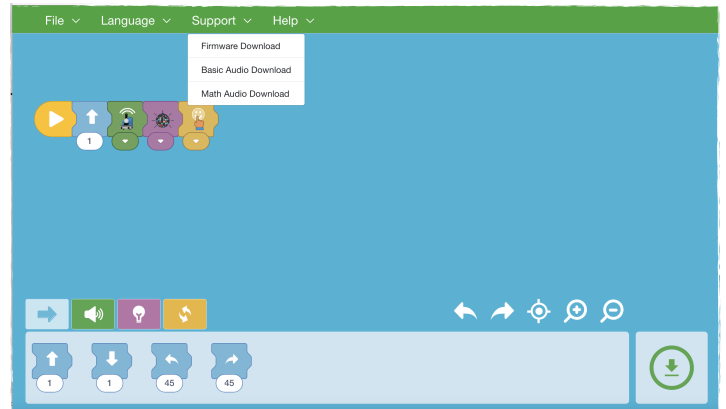 File Language Support Help
Firmware Download
Basic Audio Download
Math Audio Download
1
1 1 45 45